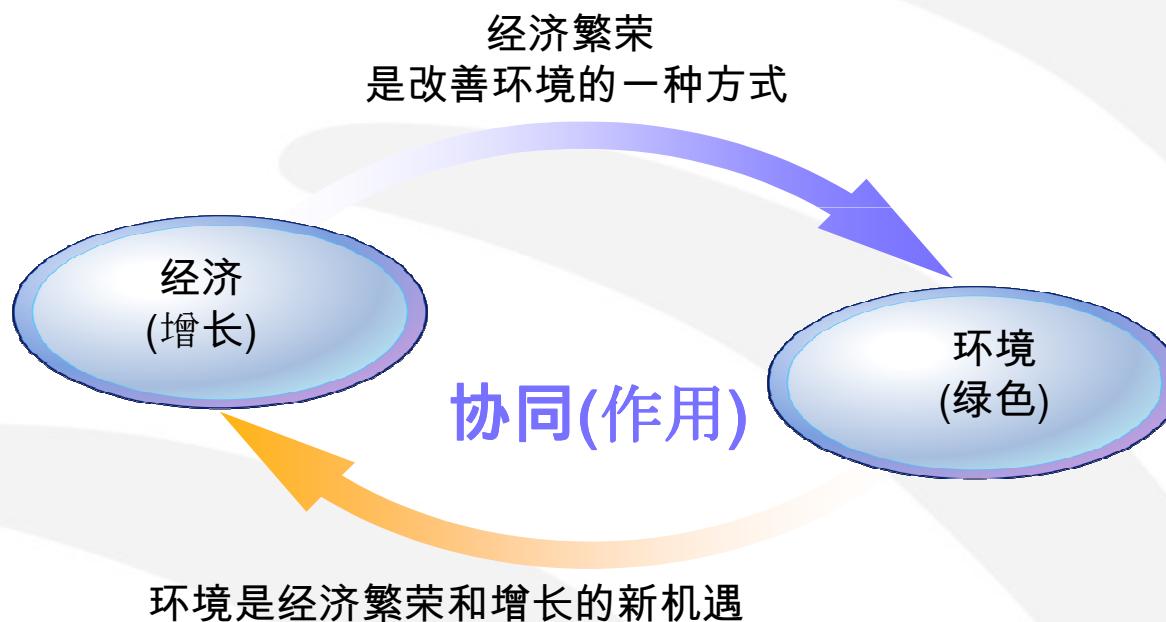 经济繁荣
是改善环境的一种方式
经济
(增长)
环境
(绿色)
协同(作用)
环境是经济繁荣和增长的新机遇